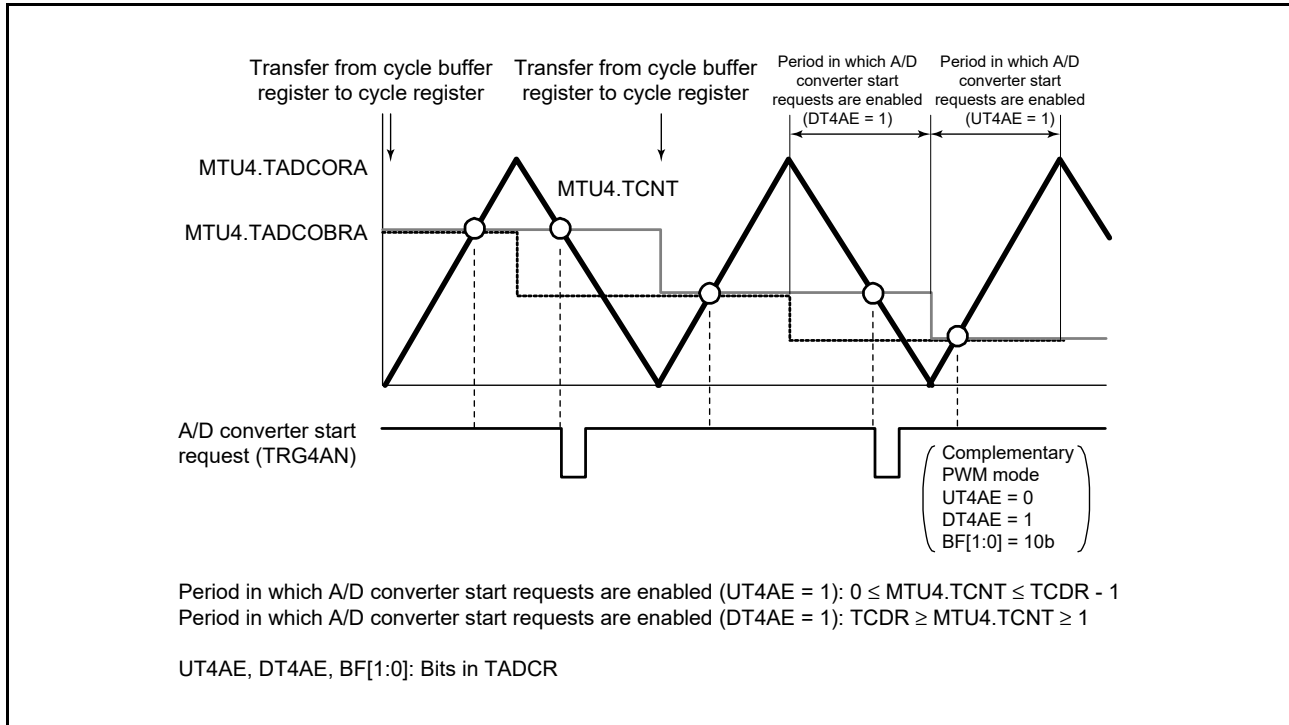 Transfer from cycle buffer
register to cycle register
Transfer from cycle buffer
register to cycle register
Period in which A/D
converter start
requests are enabled
(DT4AE = 1)
Period in which A/D
converter start
requests are enabled
(UT4AE = 1)
MTU4.TADCORA
MTU4.TCNT
MTU4.TADCOBRA
A/D converter start
request (TRG4AN)
Complementary
PWM mode
UT4AE = 0
DT4AE = 1
BF[1:0] = 10b
Period in which A/D converter start requests are enabled (UT4AE = 1): 0 ≤ MTU4.TCNT ≤ TCDR - 1
Period in which A/D converter start requests are enabled (DT4AE = 1): TCDR ≥ MTU4.TCNT ≥ 1
UT4AE, DT4AE, BF[1:0]: Bits in TADCR